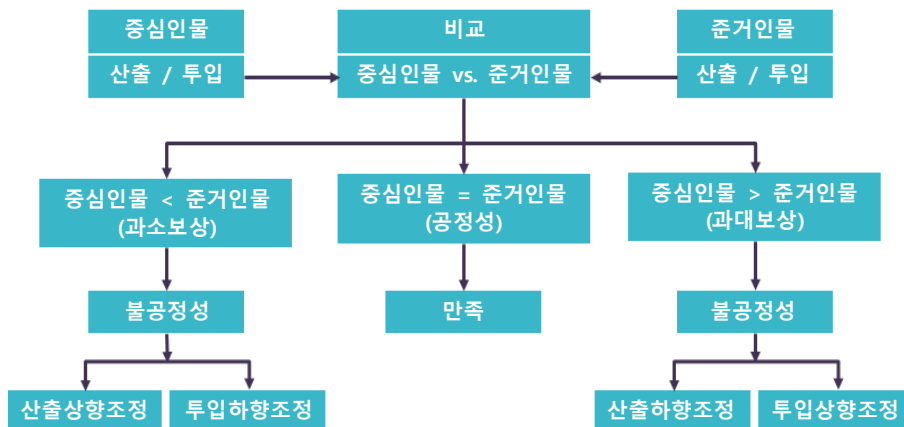 중심인물
비교
준거인물
산출 / 투입
중심인물 vs. 준거인물
산출 / 투입
중심인물 < 준거인물
(과소보상)
중심인물 = 준거인물
(공정성)
중심인물 > 준거인물
(과대보상)
불공정성
만족
불공정성
산출상향조정
투입하향조정
산출하향조정
투입상향조정